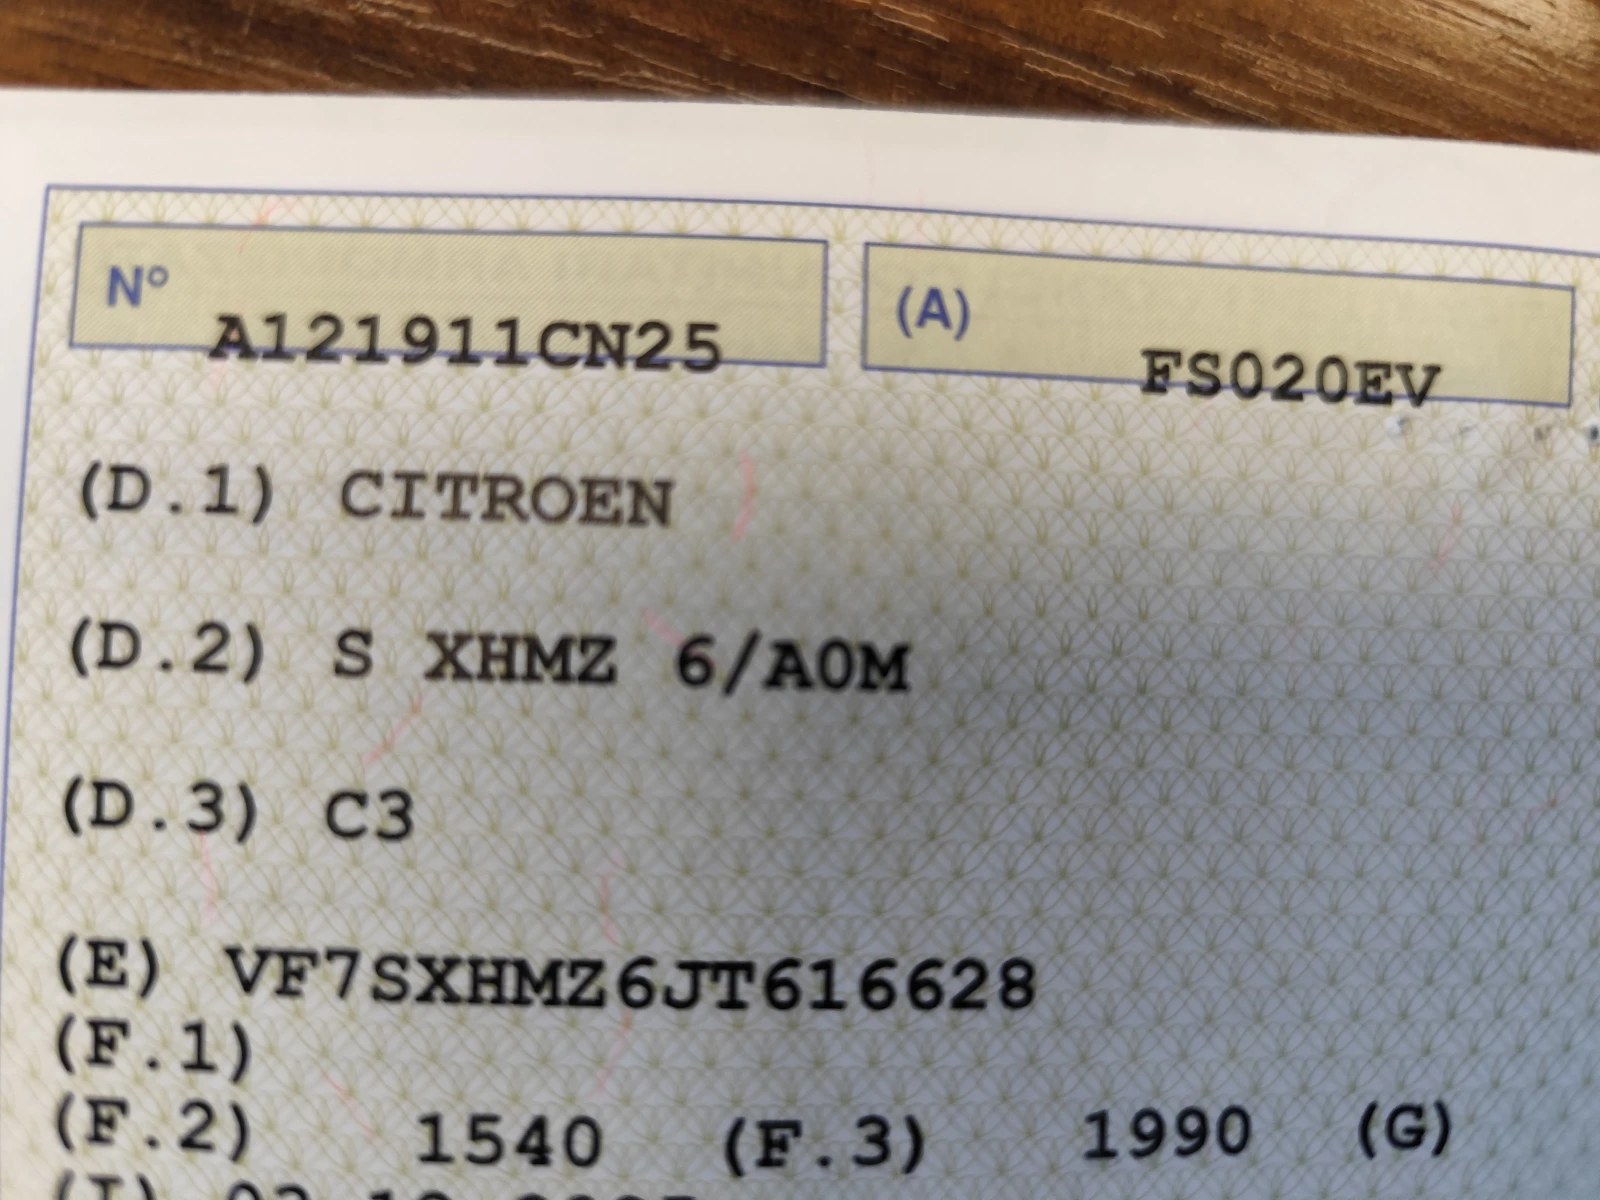 N° A121911CN25 (A) FS020EV
(D.1) CITROEN
(D.2) S XHMZ 6/A0M
(D.3) C3
(E) VF7SXHMZ6JT616628
(F.1)
(F.2) 1540 (F.3) 1990 (G)